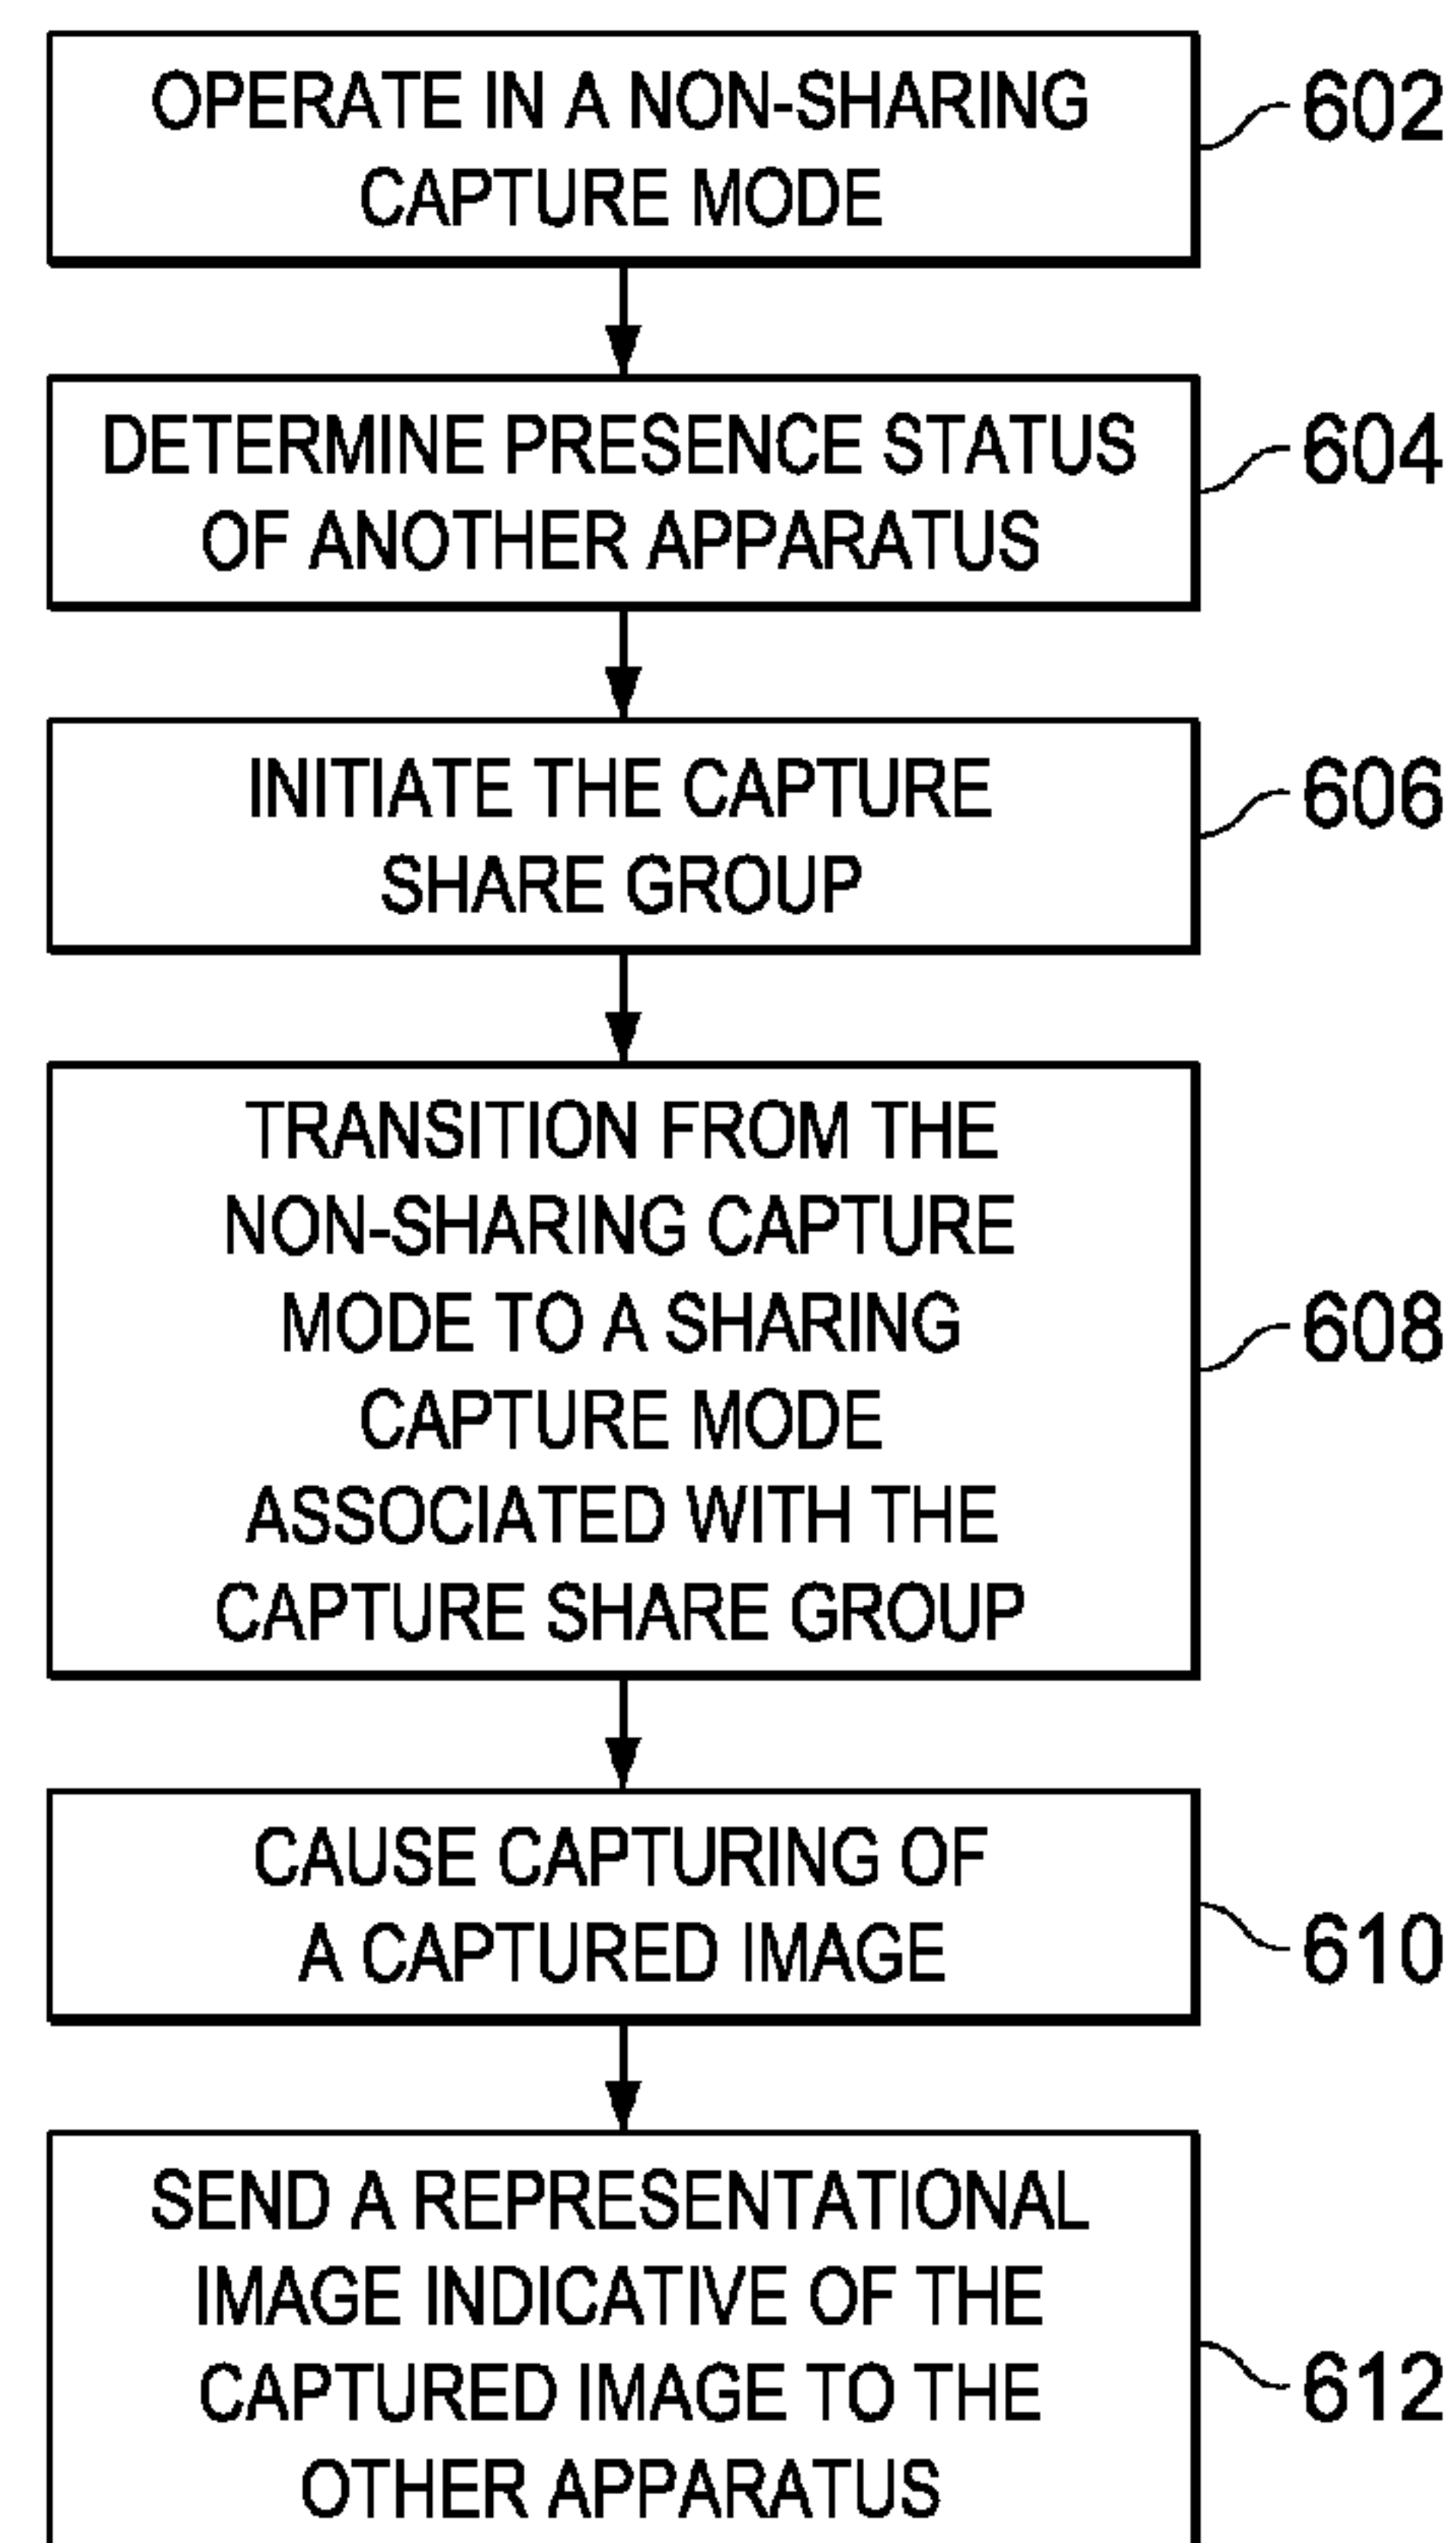 OPERATE IN A NON-SHARING
CAPTURE MODE
602
DETERMINE PRESENCE STATUS
OF ANOTHER APPARATUS
604
INITIATE THE CAPTURE
SHARE GROUP
606
TRANSITION FROM THE
NON-SHARING CAPTURE
MODE TO A SHARING
CAPTURE MODE
ASSOCIATED WITH THE
CAPTURE SHARE GROUP
608
CAUSE CAPTURING OF
A CAPTURED IMAGE
610
SEND A REPRESENTATIONAL
IMAGE INDICATIVE OF THE
CAPTURED IMAGE TO THE
OTHER APPARATUS
612